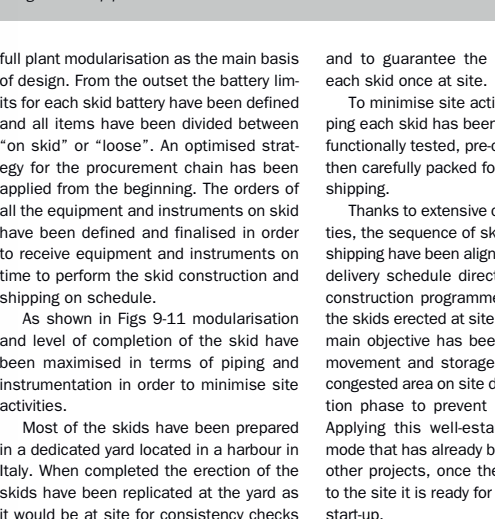 full plant modularisation as the main basis
of design. From the outset the battery lim-
its for each skid battery have been defined
and all items have been divided between
“on skid” or “loose”. An optimised strat-
egy for the procurement chain has been
applied from the beginning. The orders of
all the equipment and instruments on skid
have been defined and finalised in order
to receive equipment and instruments on
time to perform the skid construction and
shipping on schedule.
As shown in Figs 9-11 modularisation
and level of completion of the skid have
been maximised in terms of piping and
instrumentation in order to minimise site
activities.
Most of the skids have been prepared
in a dedicated yard located in a harbour in
Italy. When completed the erection of the
skids have been replicated at the yard as
it would be at site for consistency checks
and to guarantee the
each skid once at site.
To minimise site acti
ping each skid has been
functionally tested, pre-c
then carefully packed fo
shipping.
Thanks to extensive c
ties, the sequence of sk
shipping have been align
delivery schedule direct
construction programme
the skids erected at site
main objective has bee
movement and storage
congested area on site d
tion phase to prevent
Applying this well-esta
mode that has already b
other projects, once the
to the site it is ready for
start-up.